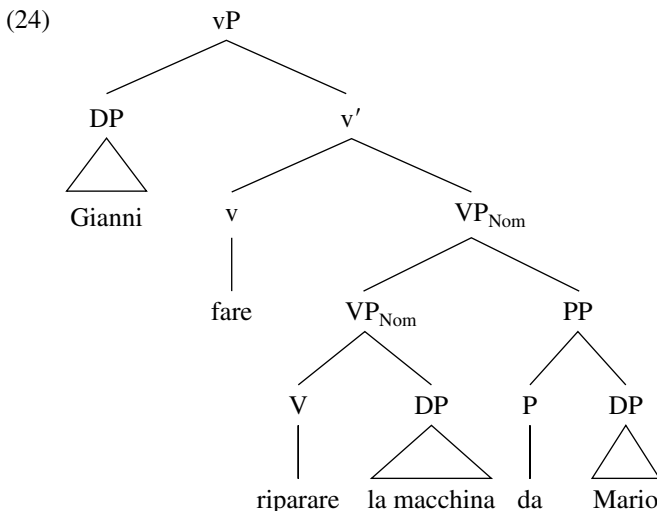 (24) vP
DP v′
Gianni v VP_Nom
fare VP_Nom PP
V DP P DP
riparare la macchina da Mario